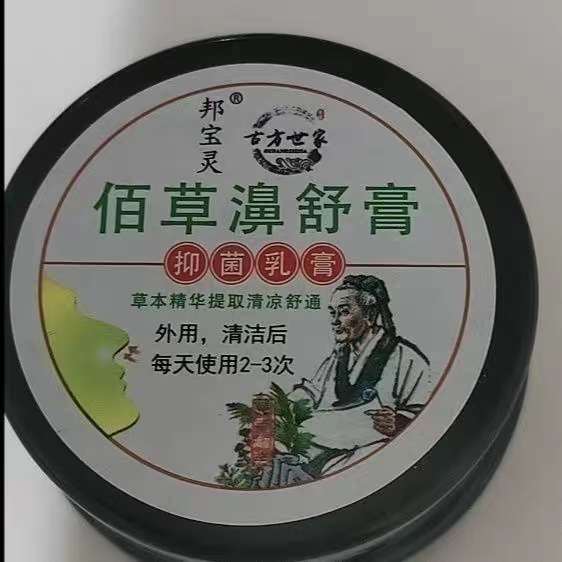 邦宝灵®
古方世家
佰草濞舒膏
抑菌乳膏
草本精华提取清凉舒通
外用，清洁后
每天使用2-3次